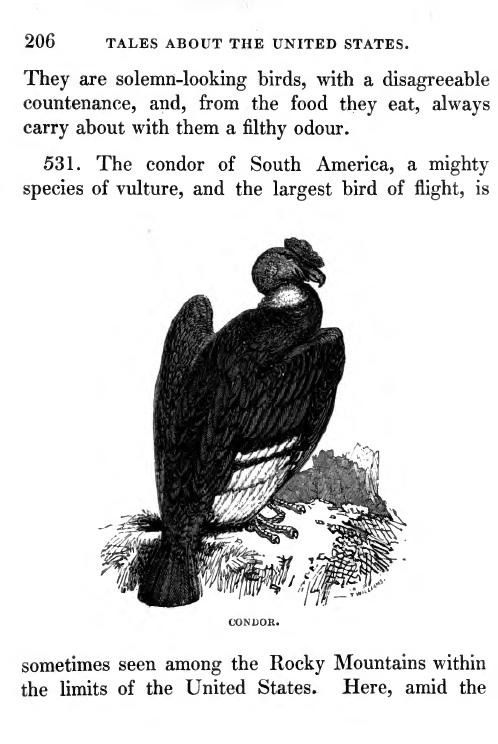 206 TALES ABOUT THE UNITED STATES.
They are solemn-looking birds, with a disagreeable
countenance, and, from the food they eat, always
carry about with them a filthy odour.
531. The condor of South America, a mighty
species of vulture, and the largest bird of flight, is
T WILLIAMS.
CONDOR.
sometimes seen among the Rocky Mountains within
the limits of the United States. Here, amid the